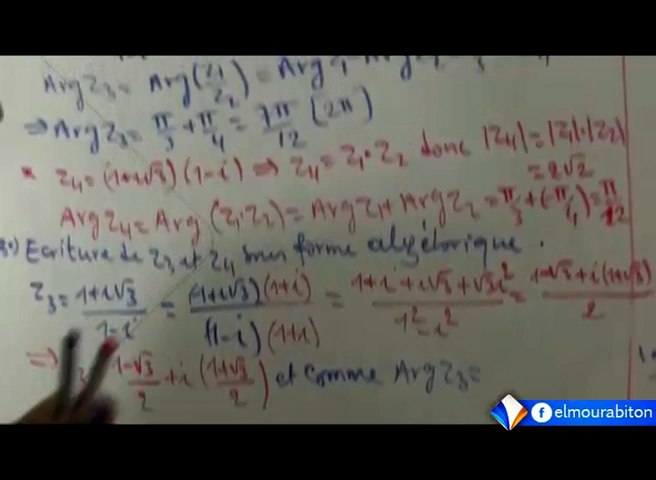 Arg Z3 = Arg(Z1/Z2) = Arg Z1 - Arg Z2
⇒ Arg Z3 = π/3 + π/4 = 7π/12 (2π)
* Z4 = (1+i√3)(1-i) ⇒ Z4 = Z1 · Z2 donc |Z4| = |Z1|·|Z2|
= 2√2
Arg Z4 = Arg (Z1·Z2) = Arg Z1 + Arg Z2 = π/3 + (-π/4) = π/12
3°) Ecriture de Z3 et Z4 sous forme algébrique.
Z3 = 1+i√3/1-i = (1+i√3)(1+i)/(1-i)(1+i) = 1+i+i√3+√3i²/1²-i² = 1-√3+i(1+√3)/2
⇒ 1-√3/2 + i (1+√3/2) et comme Arg Z3 =
f elmourabiton